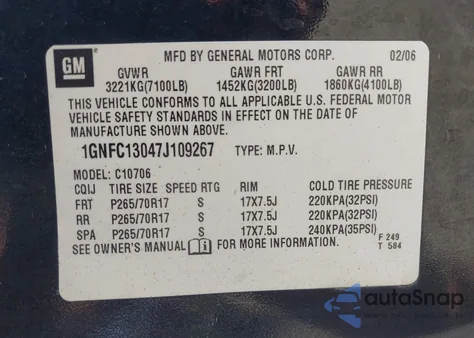 GM
MFD BY GENERAL MOTORS CORP. 02/06
GVWR GAWR FRT GAWR RR
3221KG(7100LB) 1452KG(3200LB) 1860KG(4100LB)
THIS VEHICLE CONFORMS TO ALL APPLICABLE U.S. FEDERAL MOTOR
VEHICLE SAFETY STANDARDS IN EFFECT ON THE DATE OF
MANUFACTURE SHOWN ABOVE.
1GNFC13047J109267 TYPE: M.P.V.
MODEL: C10706
CQIJ TIRE SIZE SPEED RTG RIM COLD TIRE PRESSURE
FRT P265/70R17 S 17X7.5J 220KPA(32PSI)
RR P265/70R17 S 17X7.5J 220KPA(32PSI)
SPA P265/70R17 S 17X7.5J 240KPA(35PSI)
SEE OWNER'S MANUAL i FOR MORE INFORMATION. F 249
T 584
autoSnap